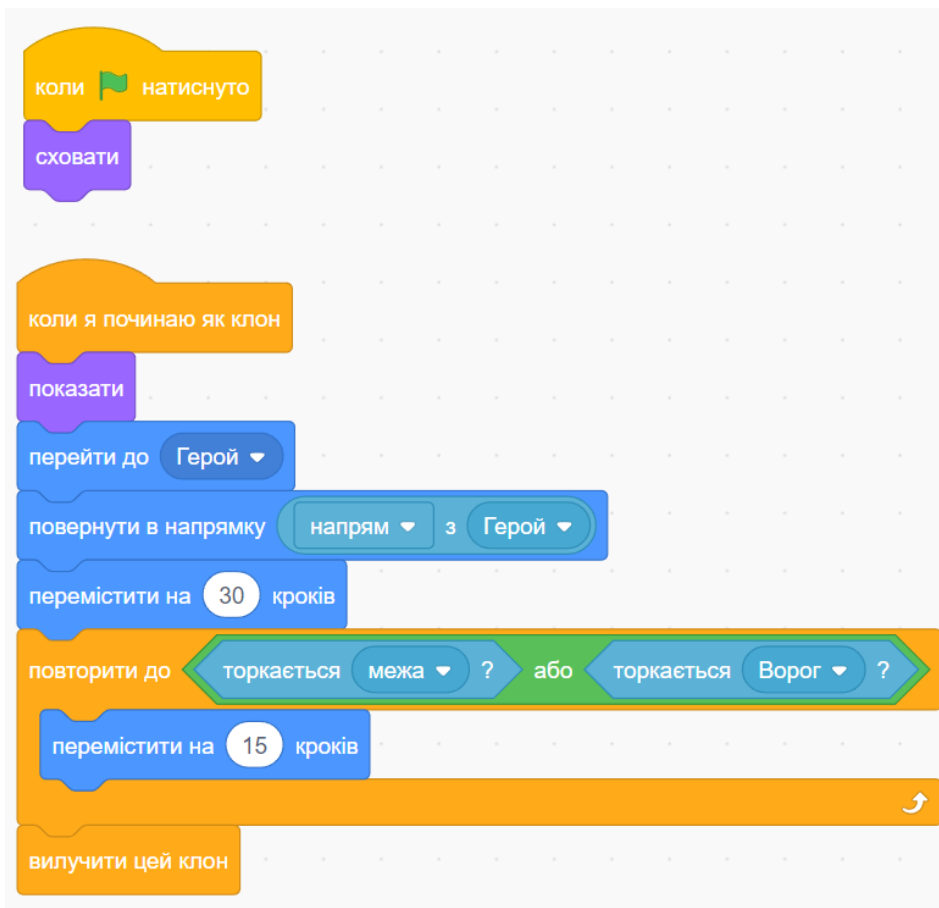 коли натиснуто
сховати
коли я починаю як клон
показати
перейти до Герой
повернути в напрямку напрям з Герой
перемістити на 30 кроків
повторити до торкається межа ? або торкається Ворог ?
перемістити на 15 кроків
вилучити цей клон